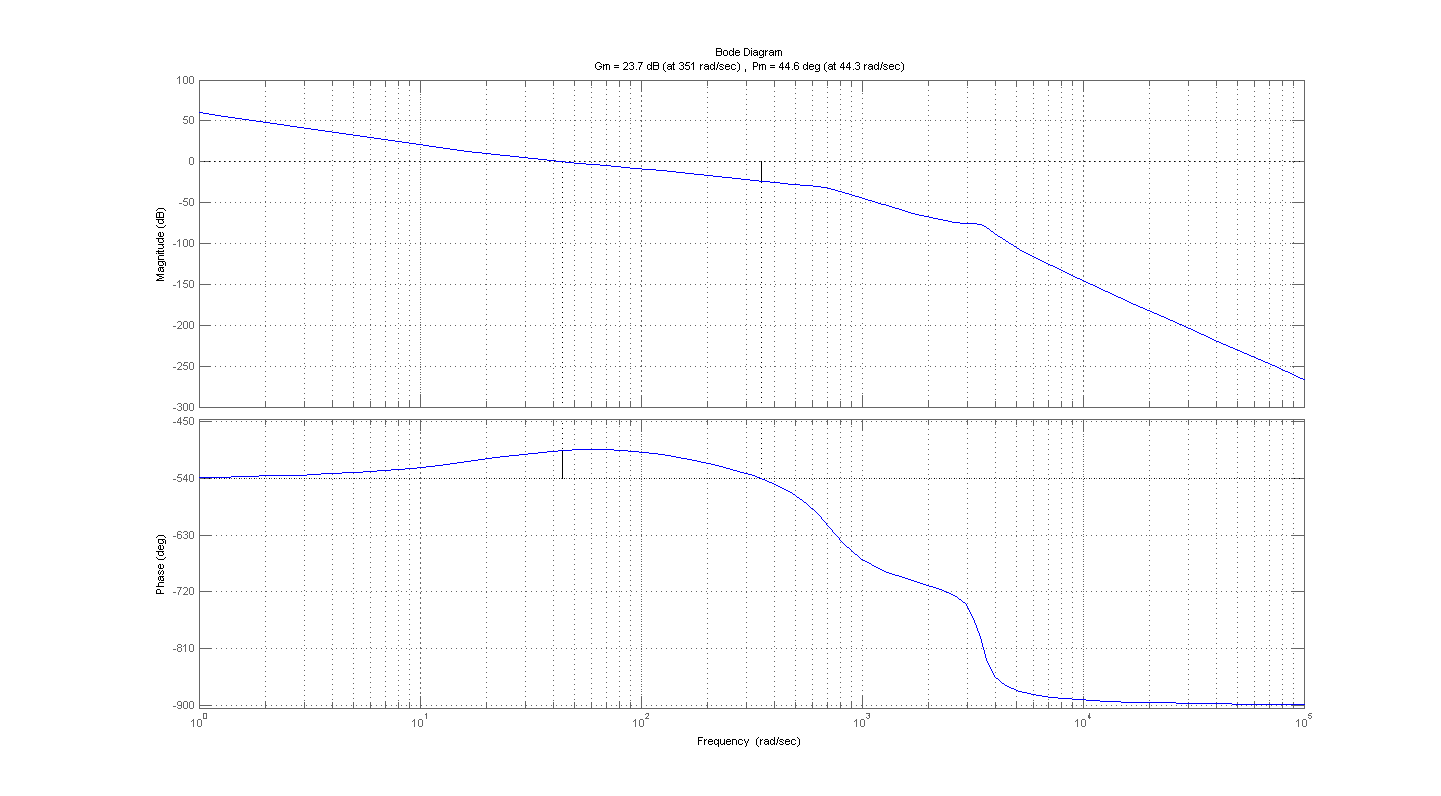 Bode Diagram
Gm = 23.7 dB (at 351 rad/sec) , Pm = 44.6 deg (at 44.3 rad/sec)
Magnitude (dB)
100
50
0
-50
-100
-150
-200
-250
-300
Phase (deg)
-450
-540
-630
-720
-810
-900
10^0 10^1 10^2 10^3 10^4 10^5
Frequency (rad/sec)